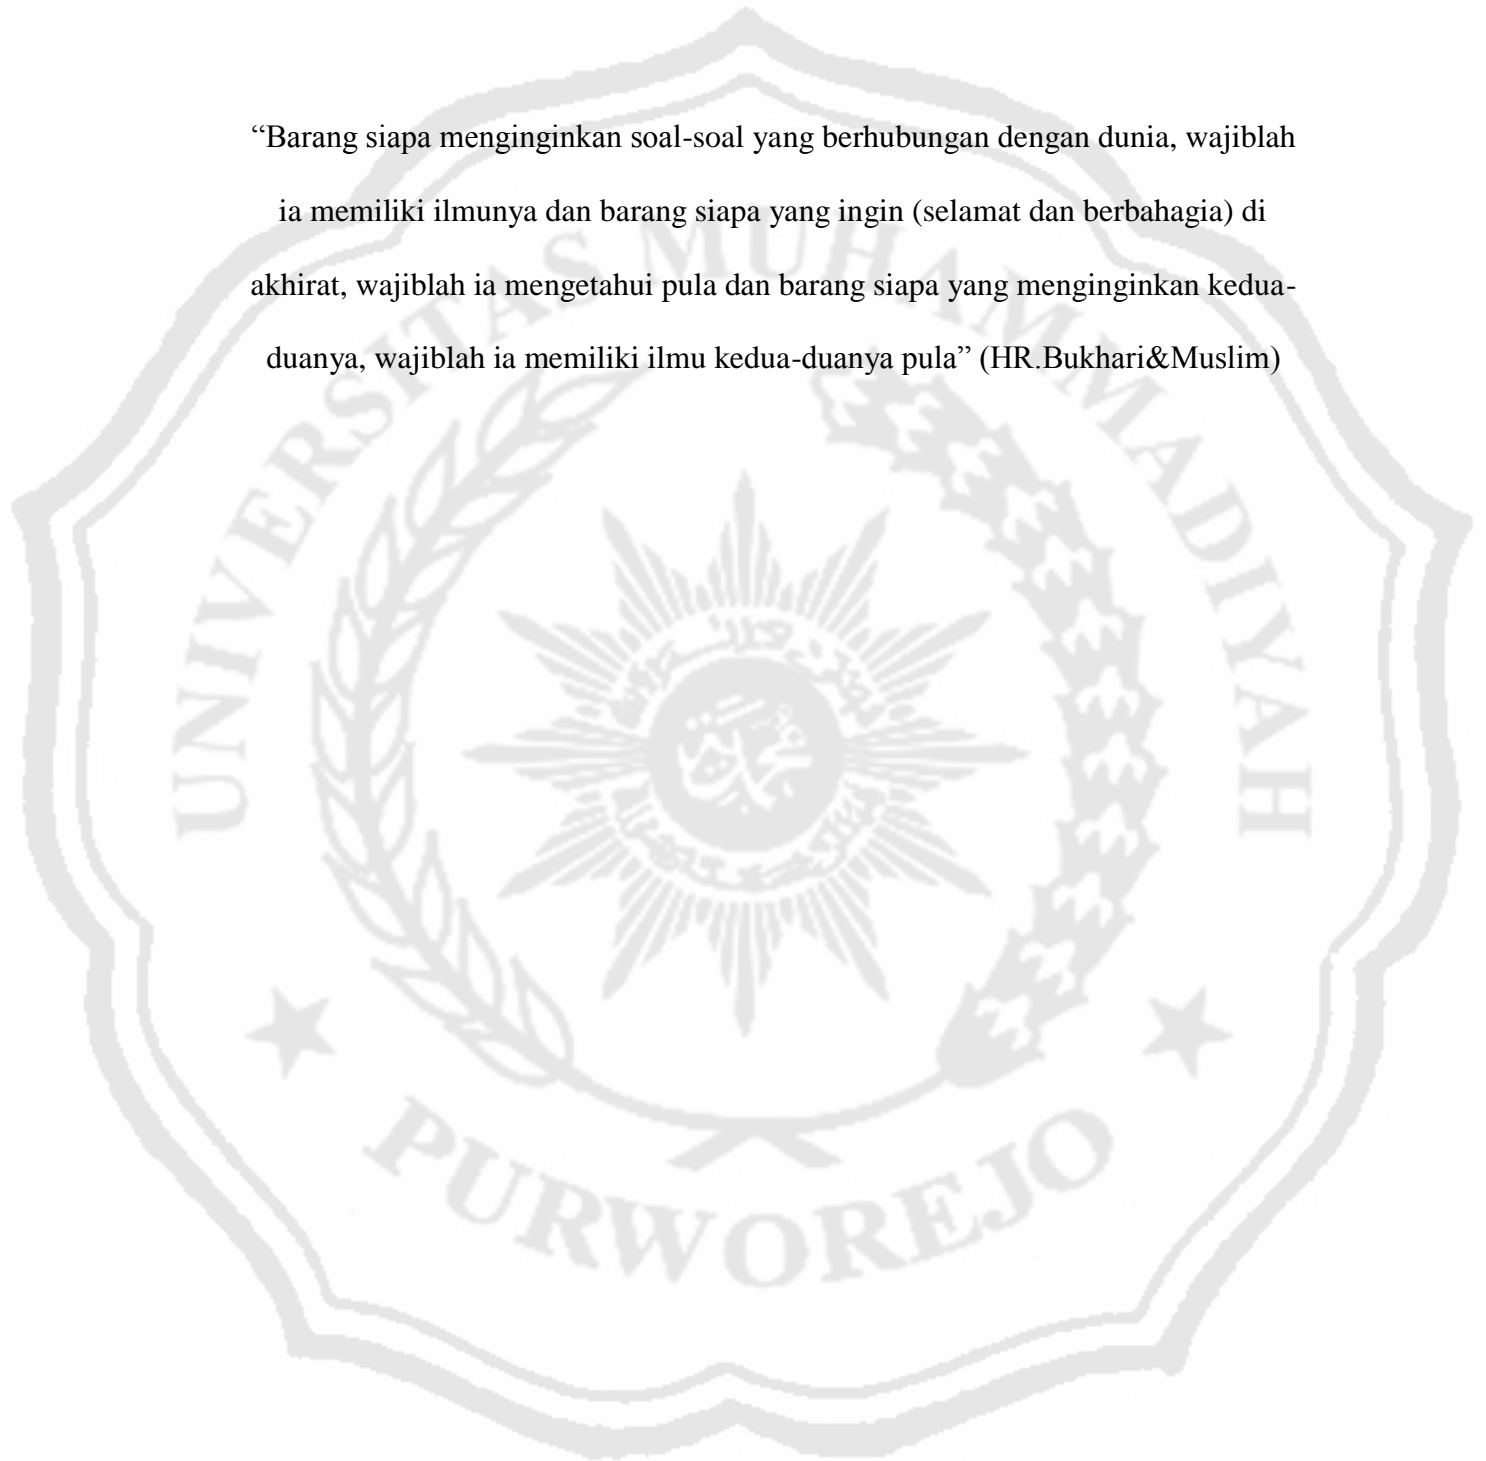 “Barang siapa menginginkan soal-soal yang berhubungan dengan dunia, wajiblah
ia memiliki ilmunya dan barang siapa yang ingin (selamat dan berbahagia) di
akhirat, wajiblah ia mengetahui pula dan barang siapa yang menginginkan kedua-
duanya, wajiblah ia memiliki ilmu kedua-duanya pula” (HR.Bukhari&Muslim)
UNIVERSITAS MUHAMMADIYAH
PURWOREJO